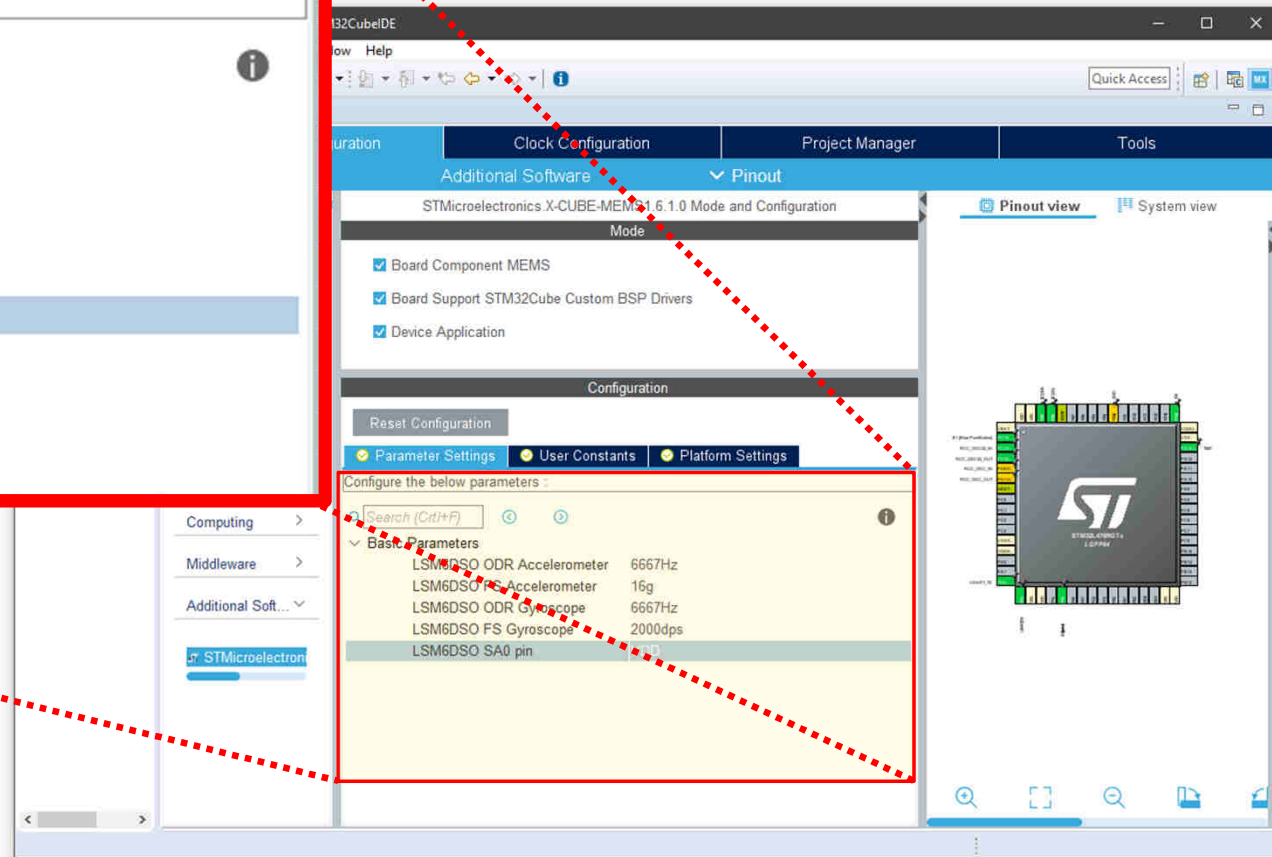 M32CubeIDE
low Help
Quick Access
MX
uration
Clock Configuration
Project Manager
Tools
Additional Software
Pinout
STMicroelectronics.X-CUBE-MEMS1.6.1.0 Mode and Configuration
Pinout view
System view
Mode
Board Component MEMS
Board Support STM32Cube Custom BSP Drivers
Device Application
Configuration
Reset Configuration
Parameter Settings
User Constants
Platform Settings
Configure the below parameters :
Search (Crtl+F)
Basic Parameters
LSM6DSO ODR Accelerometer 6667Hz
LSM6DSO FS Accelerometer 16g
LSM6DSO ODR Gyroscope 6667Hz
LSM6DSO FS Gyroscope 2000dps
LSM6DSO SA0 pin
Computing
Middleware
Additional Soft...
STMicroelectroni
STM32L476RGTx
LQFP64